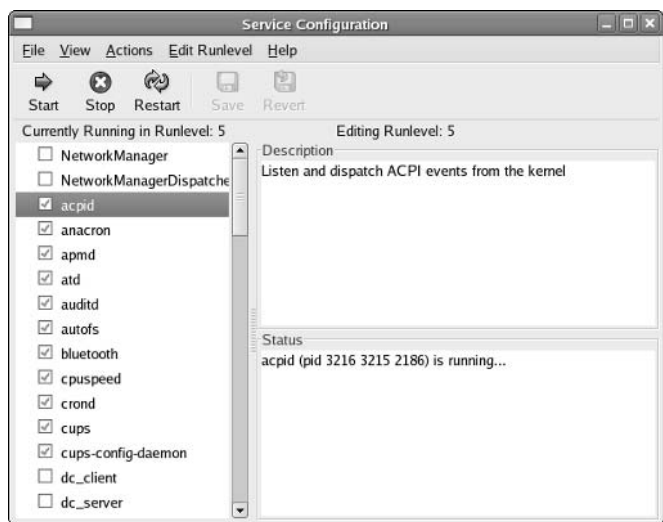 Service Configuration
File View Actions Edit Runlevel Help
Start Stop Restart Save Revert
Currently Running in Runlevel: 5 Editing Runlevel: 5
NetworkManager
NetworkManagerDispatche
acpid
anacron
apmd
atd
auditd
autofs
bluetooth
cpuspeed
crond
cups
cups-config-daemon
dc_client
dc_server
Description
Listen and dispatch ACPI events from the kernel
Status
acpid (pid 3216 3215 2186) is running...